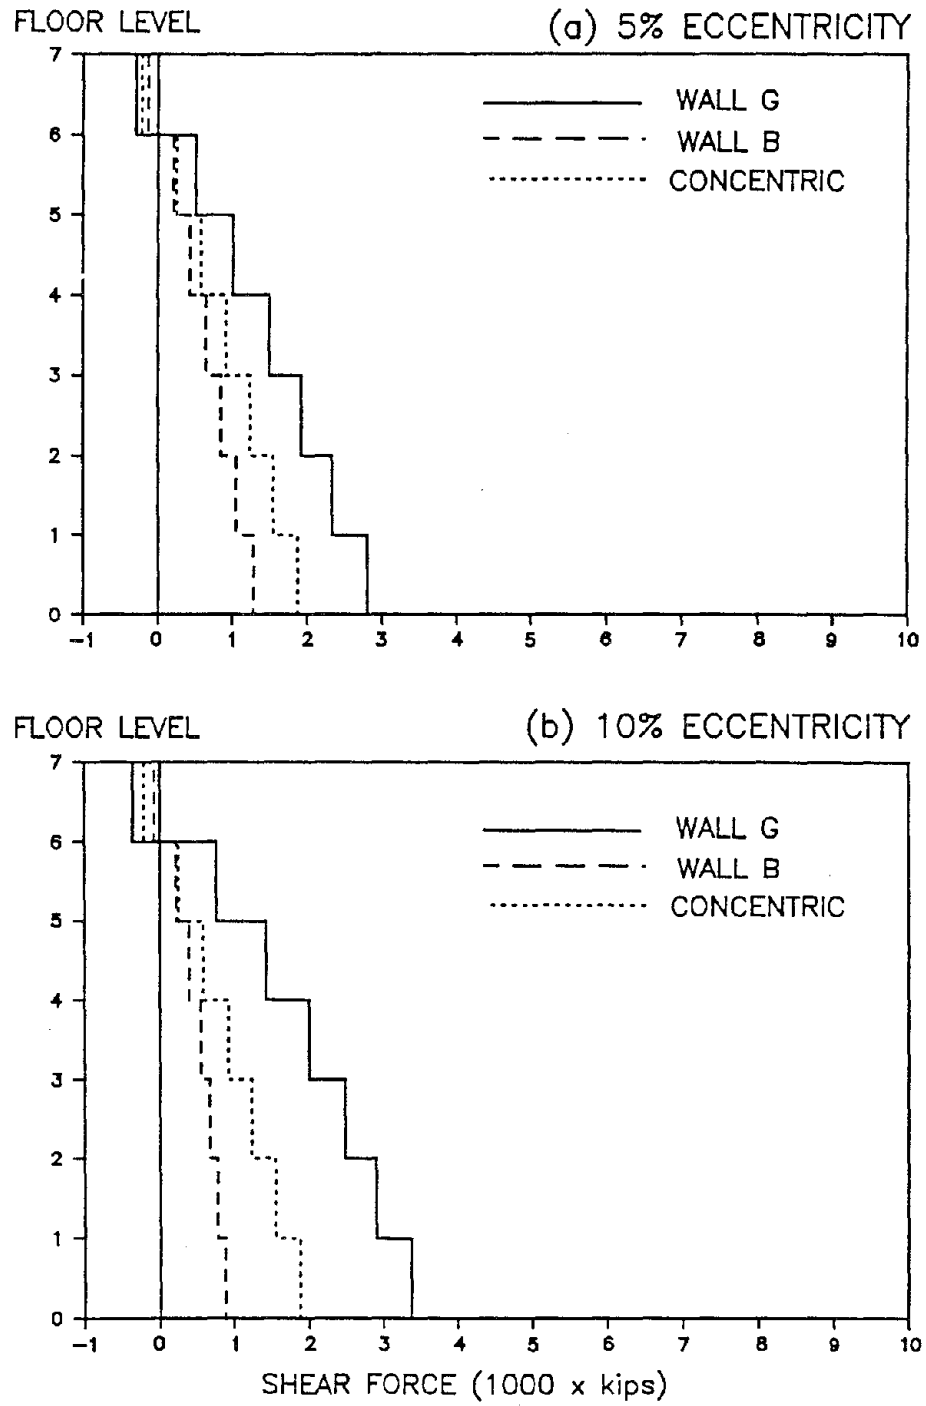 FLOOR LEVEL (a) 5% ECCENTRICITY
7
WALL G
6
WALL B
CONCENTRIC
5
4
3
2
1
0
-1 0 1 2 3 4 5 6 7 8 9 10
FLOOR LEVEL (b) 10% ECCENTRICITY
7
WALL G
6
WALL B
CONCENTRIC
5
4
3
2
1
0
-1 0 1 2 3 4 5 6 7 8 9 10
SHEAR FORCE (1000 x kips)